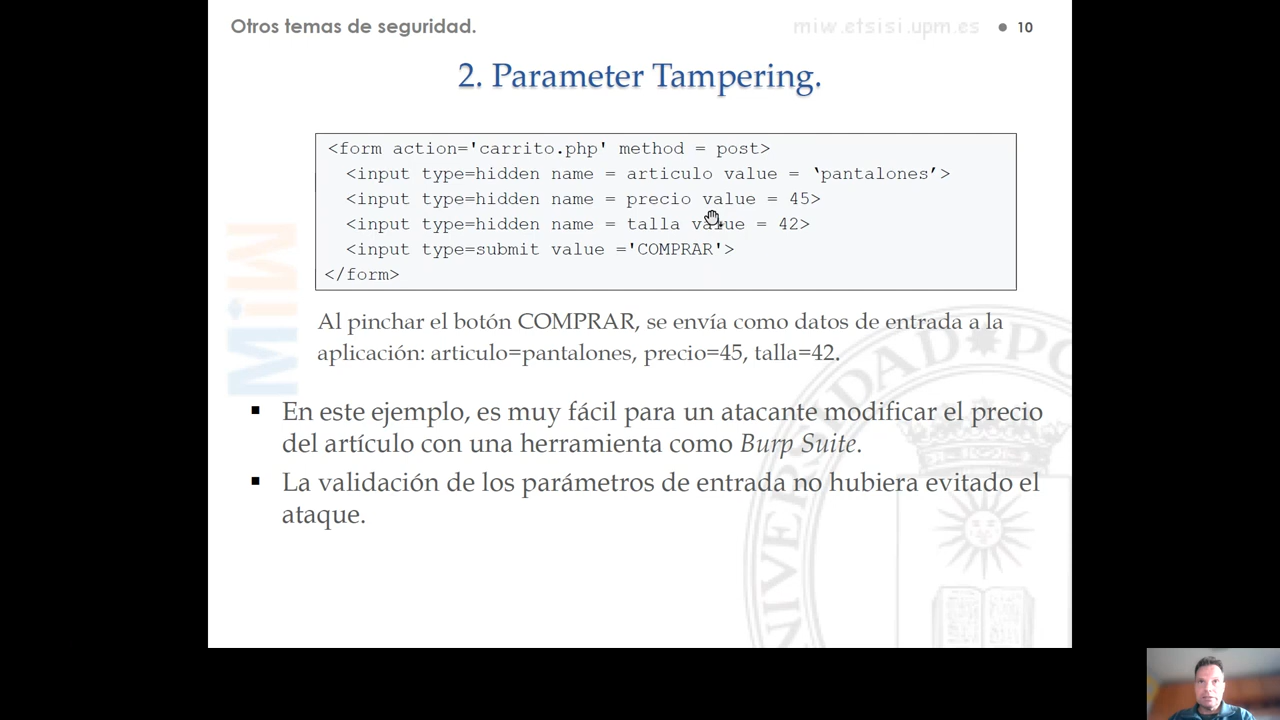 Otros temas de seguridad.
miw.etsisi.upm.es
10
2. Parameter Tampering.
<form action='carrito.php' method = post>
<input type=hidden name = articulo value = ‘pantalones’>
<input type=hidden name = precio value = 45>
<input type=hidden name = talla value = 42>
<input type=submit value ='COMPRAR'>
</form>
Al pinchar el botón COMPRAR, se envía como datos de entrada a la
aplicación: articulo=pantalones, precio=45, talla=42.
▪ En este ejemplo, es muy fácil para un atacante modificar el precio
del artículo con una herramienta como Burp Suite.
▪ La validación de los parámetros de entrada no hubiera evitado el
ataque.
MiW
UNIVERSIDAD PO